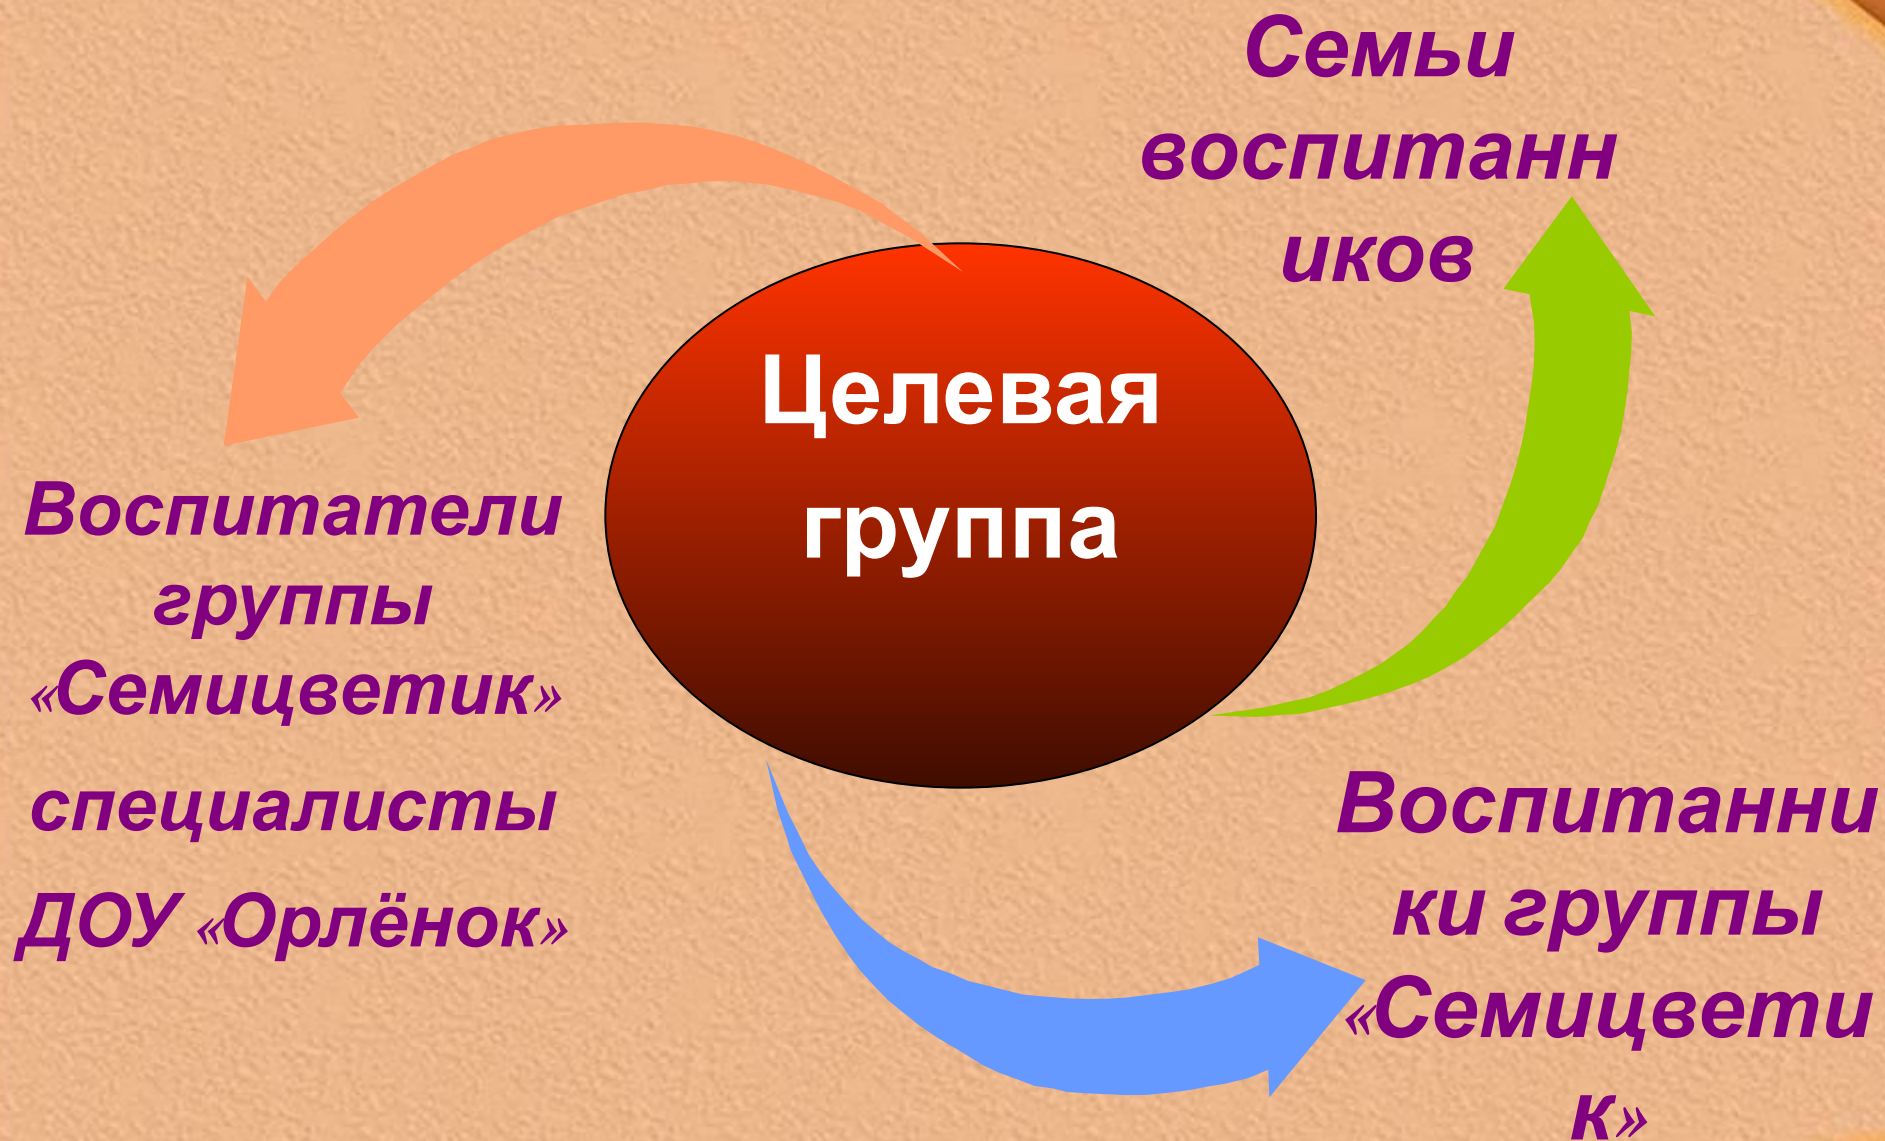 Семьи
воспитанн
иков
Целевая
группа
Воспитатели
группы
«Семицветик»
специалисты
ДОУ «Орлёнок»
Воспитанни
ки группы
«Семицвети
к»